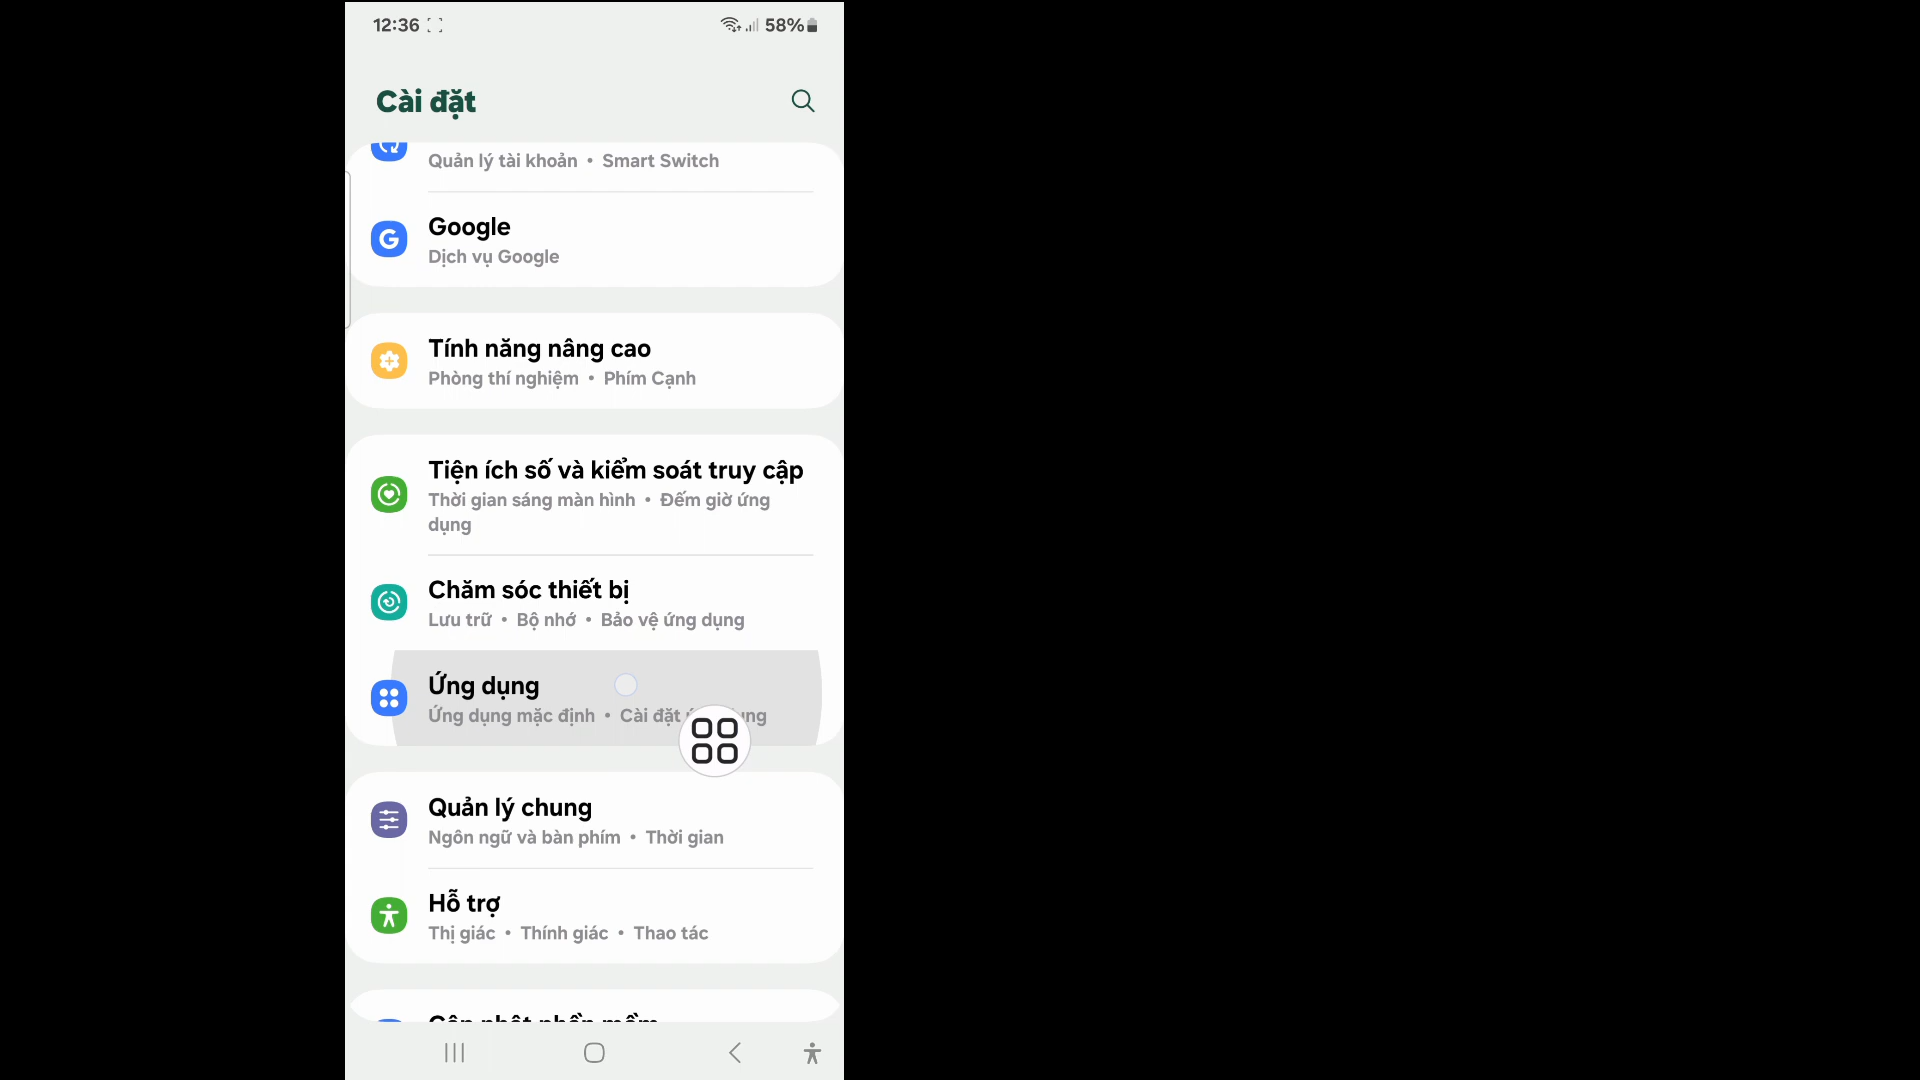 12:36
58%
Cài đặt
Quản lý tài khoản • Smart Switch
Google
Dịch vụ Google
Tính năng nâng cao
Phòng thí nghiệm • Phím Cạnh
Tiện ích số và kiểm soát truy cập
Thời gian sáng màn hình • Đếm giờ ứng
dụng
Chăm sóc thiết bị
Lưu trữ • Bộ nhớ • Bảo vệ ứng dụng
Ứng dụng
Ứng dụng mặc định • Cài đặt
Quản lý chung
Ngôn ngữ và bàn phím • Thời gian
Hỗ trợ
Thị giác • Thính giác • Thao tác